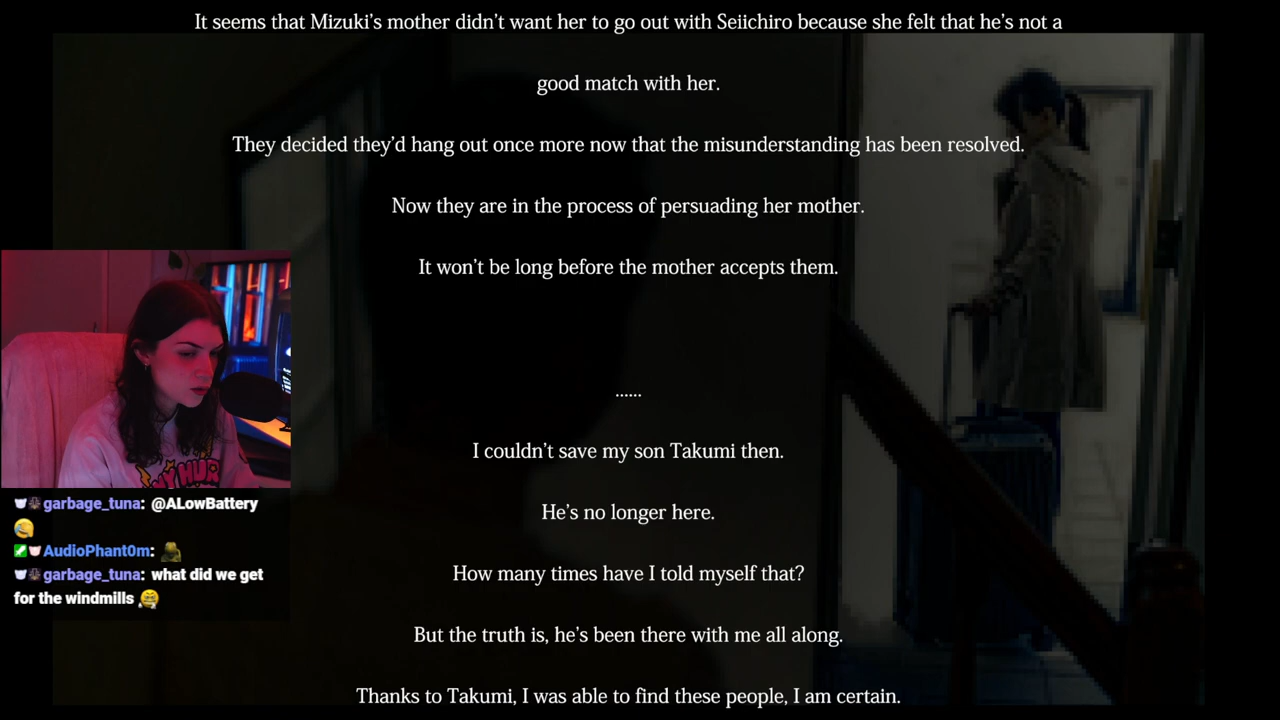 It seems that Mizuki's mother didn't want her to go out with Seiichiro because she felt that he's not a
good match with her.
They decided they'd hang out once more now that the misunderstanding has been resolved.
Now they are in the process of persuading her mother.
It won't be long before the mother accepts them.
......
I couldn't save my son Takumi then.
He's no longer here.
How many times have I told myself that?
But the truth is, he's been there with me all along.
Thanks to Takumi, I was able to find these people, I am certain.
garbage_tuna: @ALowBattery
AudioPhant0m:
garbage_tuna: what did we get
for the windmills